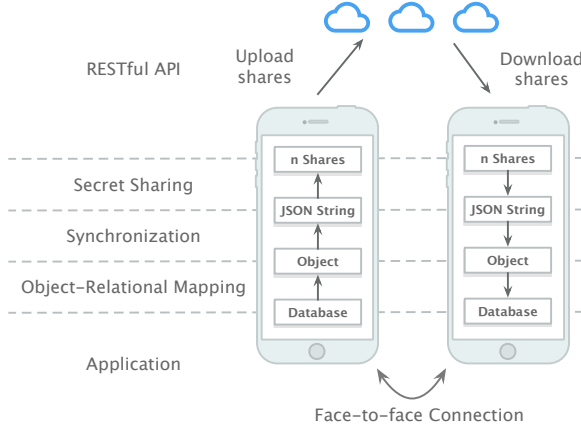 RESTful API
Upload
shares
Download
shares
n Shares
n Shares
Secret Sharing
JSON String
JSON String
Synchronization
Object
Object
Object-Relational Mapping
Database
Database
Application
Face-to-face Connection